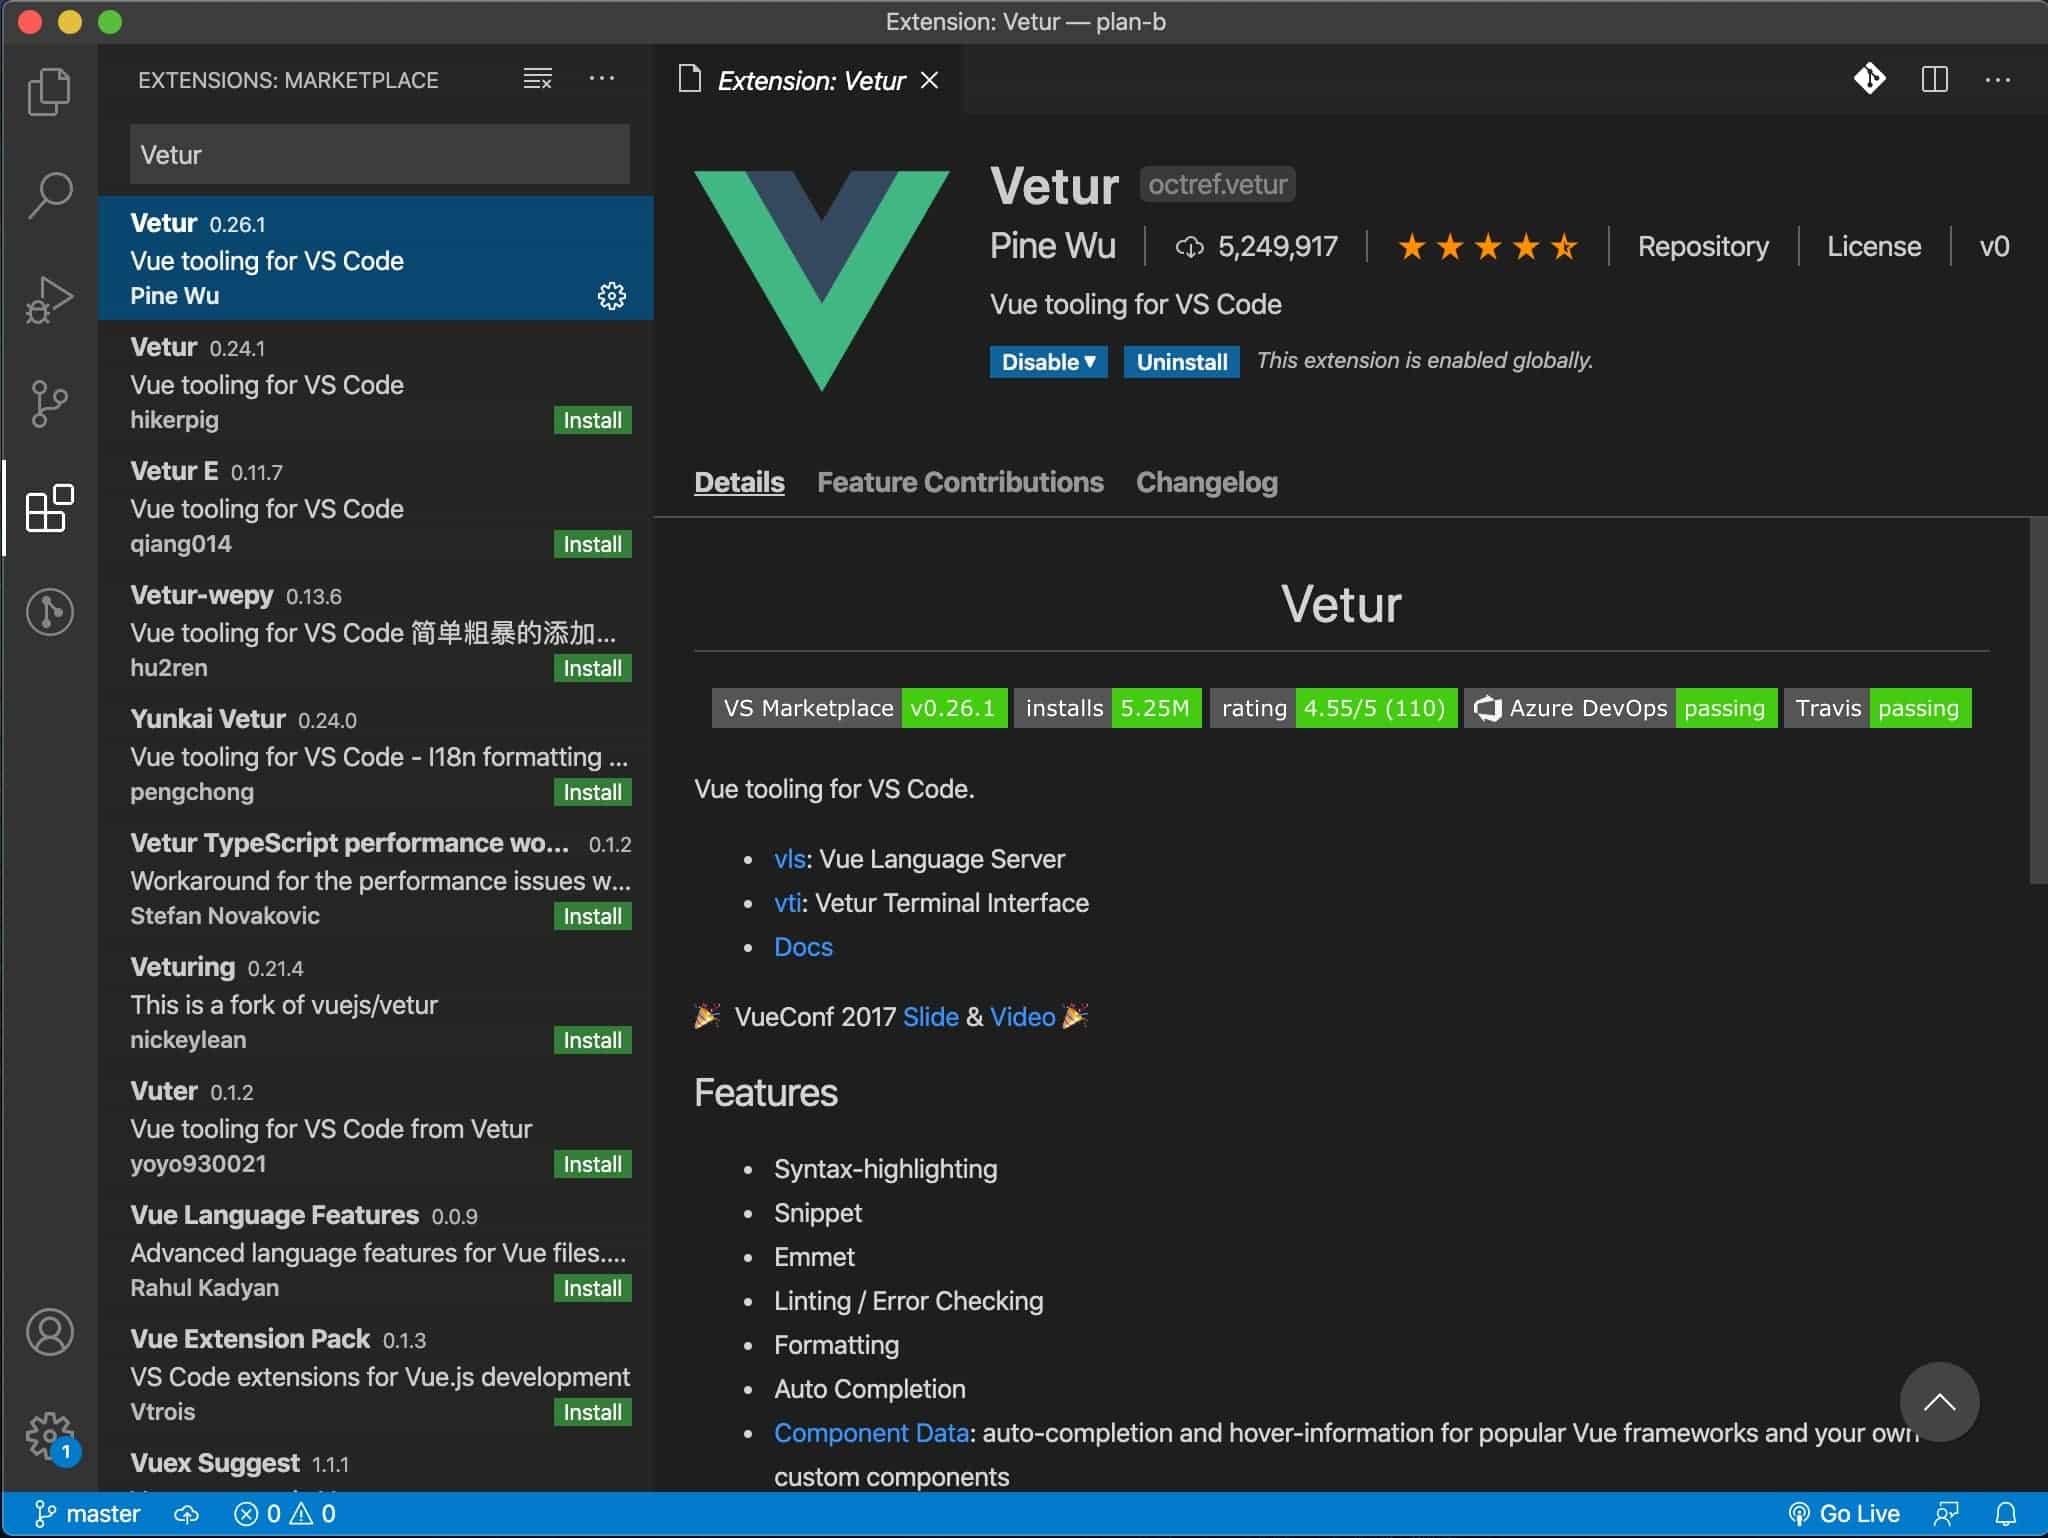 Extension: Vetur — plan-b
EXTENSIONS: MARKETPLACE
Vetur
Vetur 0.26.1
Vue tooling for VS Code
Pine Wu
Vetur 0.24.1
Vue tooling for VS Code
hikerpig Install
Vetur E 0.11.7
Vue tooling for VS Code
qiang014 Install
Vetur-wepy 0.13.6
Vue tooling for VS Code 简单粗暴的添加...
hu2ren Install
Yunkai Vetur 0.24.0
Vue tooling for VS Code - I18n formatting ...
pengchong Install
Vetur TypeScript performance wo... 0.1.2
Workaround for the performance issues w...
Stefan Novakovic Install
Veturing 0.21.4
This is a fork of vuejs/vetur
nickeylean Install
Vuter 0.1.2
Vue tooling for VS Code from Vetur
yoyo930021 Install
Vue Language Features 0.0.9
Advanced language features for Vue files....
Rahul Kadyan Install
Vue Extension Pack 0.1.3
VS Code extensions for Vue.js development
Vtrois Install
Vuex Suggest 1.1.1
Extension: Vetur
Vetur octref.vetur
Pine Wu 5,249,917 Repository License v0
Vue tooling for VS Code
Disable Uninstall This extension is enabled globally.
Details Feature Contributions Changelog
Vetur
VS Marketplace v0.26.1 installs 5.25M rating 4.55/5 (110) Azure DevOps passing Travis passing
Vue tooling for VS Code.
• vls: Vue Language Server
• vti: Vetur Terminal Interface
• Docs
🎉 VueConf 2017 Slide & Video 🎉
Features
• Syntax-highlighting
• Snippet
• Emmet
• Linting / Error Checking
• Formatting
• Auto Completion
• Component Data: auto-completion and hover-information for popular Vue frameworks and your own
custom components
1
master 0 0 Go Live